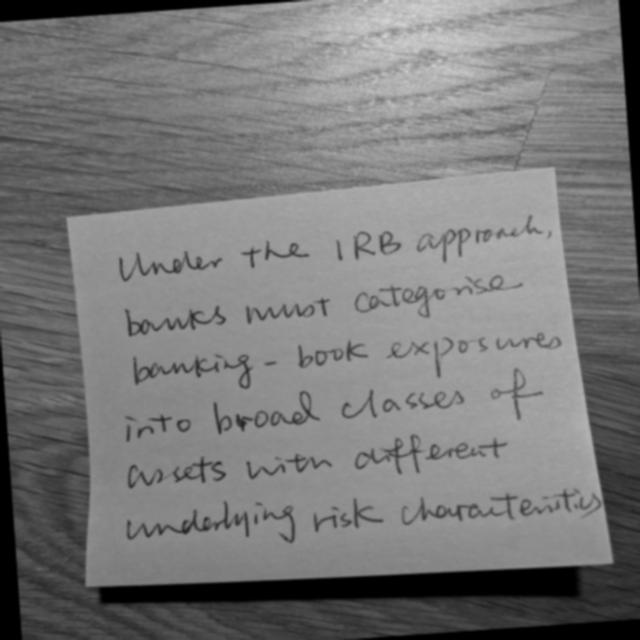 Under the IRB approach,
banks must categorise
banking-book exposures
into broad classes of
assets with different
underlying risk characteristics